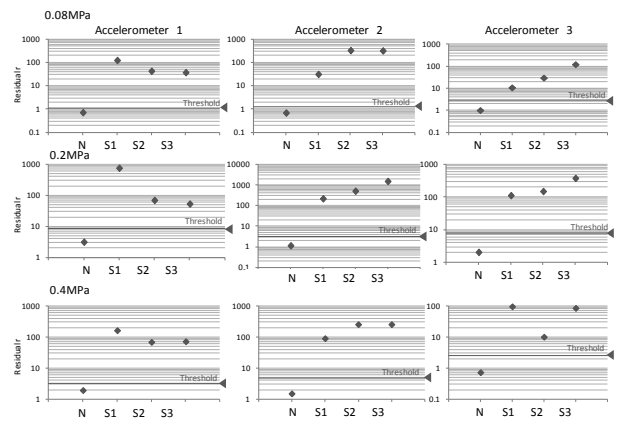 0.08MPa
Accelerometer 1
Accelerometer 2
Accelerometer 3
Residual r
1000
100
10
1
0.1
Threshold
N S1 S2 S3
1000
100
10
1
0.1
Threshold
N S1 S2 S3
1000
100
10
1
0.1
Threshold
N S1 S2 S3
0.2MPa
Residual r
1000
100
10
1
Threshold
N S1 S2 S3
10000
1000
100
10
1
0.1
Threshold
N S1 S2 S3
1000
100
10
1
Threshold
N S1 S2 S3
0.4MPa
Residual r
1000
100
10
1
Threshold
N S1 S2 S3
1000
100
10
1
Threshold
N S1 S2 S3
100
10
1
0.1
Threshold
N S1 S2 S3